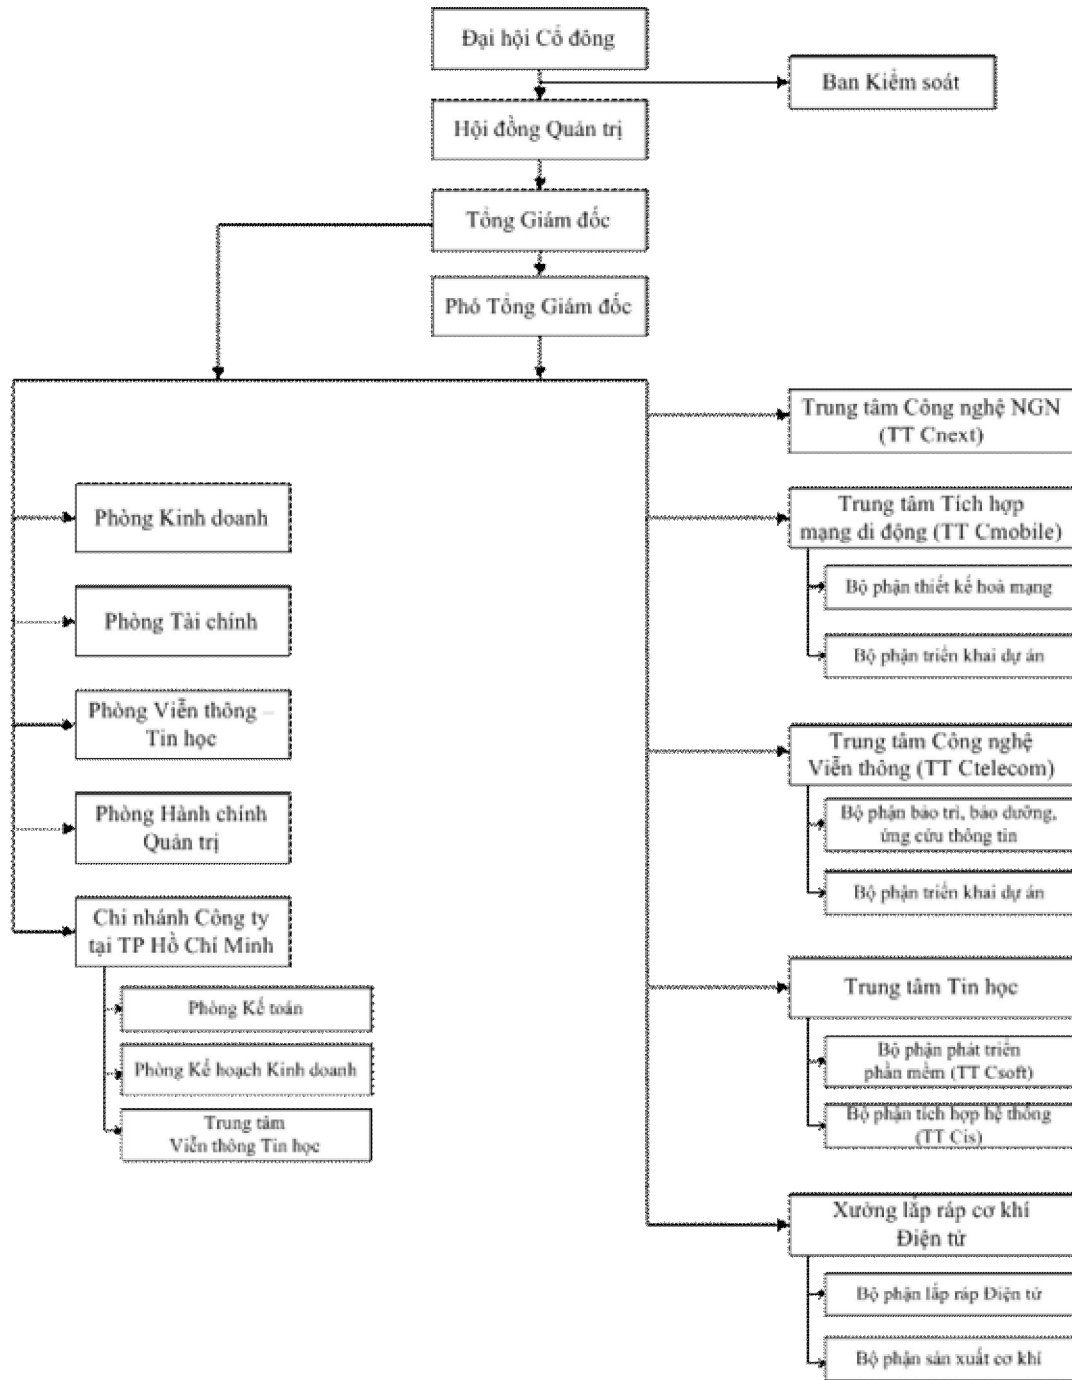 Đại hội Cổ đông
Ban Kiểm soát
Hội đồng Quản trị
Tổng Giám đốc
Phó Tổng Giám đốc
Phòng Kinh doanh
Phòng Tài chính
Phòng Viễn thông –
Tin học
Phòng Hành chính
Quản trị
Chi nhánh Công ty
tại TP Hồ Chí Minh
Phòng Kế toán
Phòng Kế hoạch Kinh doanh
Trung tâm
Viễn thông Tin học
Trung tâm Công nghệ NGN
(TT Cnext)
Trung tâm Tích hợp
mạng di động (TT Cmobile)
Bộ phận thiết kế hoà mạng
Bộ phận triển khai dự án
Trung tâm Công nghệ
Viễn thông (TT Ctelecom)
Bộ phận bảo trì, bảo dưỡng,
ứng cứu thông tin
Bộ phận triển khai dự án
Trung tâm Tin học
Bộ phận phát triển
phần mềm (TT Csoft)
Bộ phận tích hợp hệ thống
(TT Cis)
Xưởng lắp ráp cơ khí
Điện tử
Bộ phận lắp ráp Điện tử
Bộ phận sản xuất cơ khí